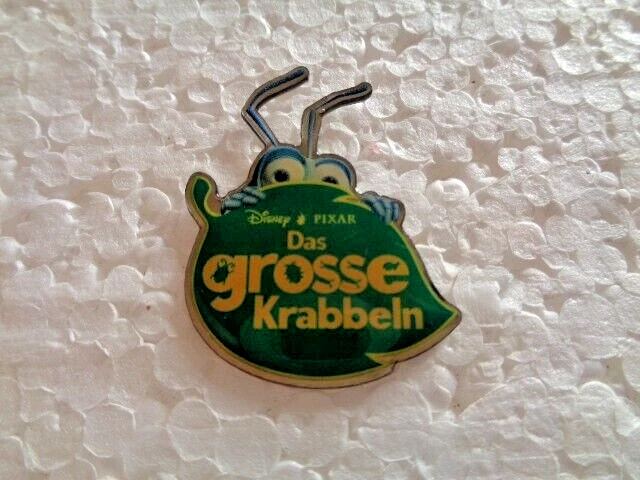 Disney PIXAR
Das
grosse
Krabbeln